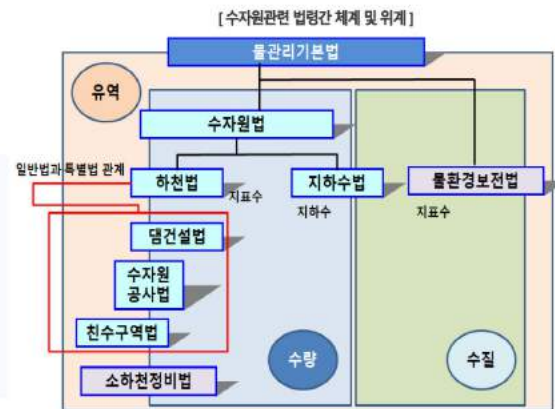 [ 수자원관련 법령간 체계 및 위계 ]
물관리기본법
유역
수자원법
일반법과 특별법 관계
하천법
지표수
지하수법
지하수
물환경보전법
지표수
댐건설법
수자원
공사법
친수구역법
수량
수질
소하천정비법